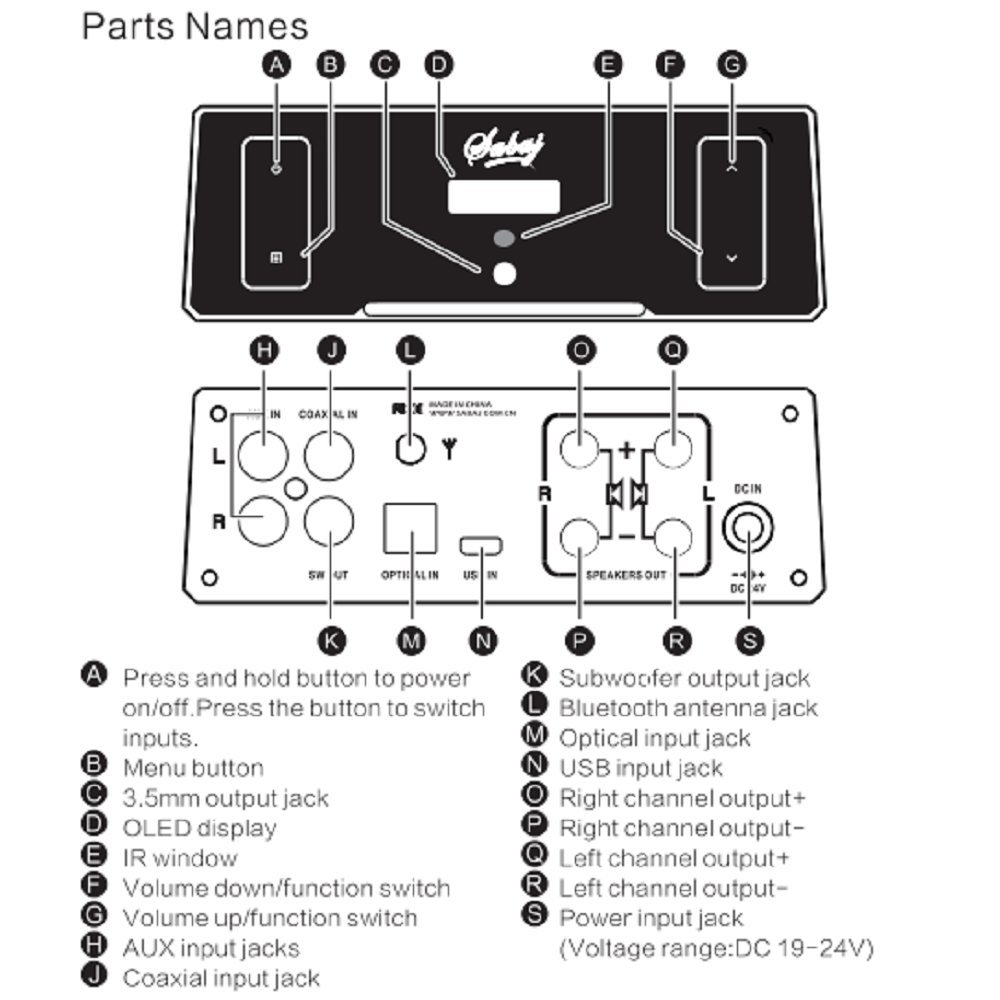 Parts Names
A B C D E F G
Sabaj
H J L O Q
IN COAXIAL IN
MADE IN CHINA
WWW.SABAJ.COM.CN
L
+
R L
DC IN
R
−
SW OUT OPTICAL IN USB IN SPEAKERS OUT
DC 24V
K M N P R S
A Press and hold button to power
on/off.Press the button to switch
inputs.
B Menu button
C 3.5mm output jack
D OLED display
E IR window
F Volume down/function switch
G Volume up/function switch
H AUX input jacks
J Coaxial input jack
K Subwoofer output jack
L Bluetooth antenna jack
M Optical input jack
N USB input jack
O Right channel output+
P Right channel output-
Q Left channel output+
R Left channel output-
S Power input jack
(Voltage range:DC 19-24V)